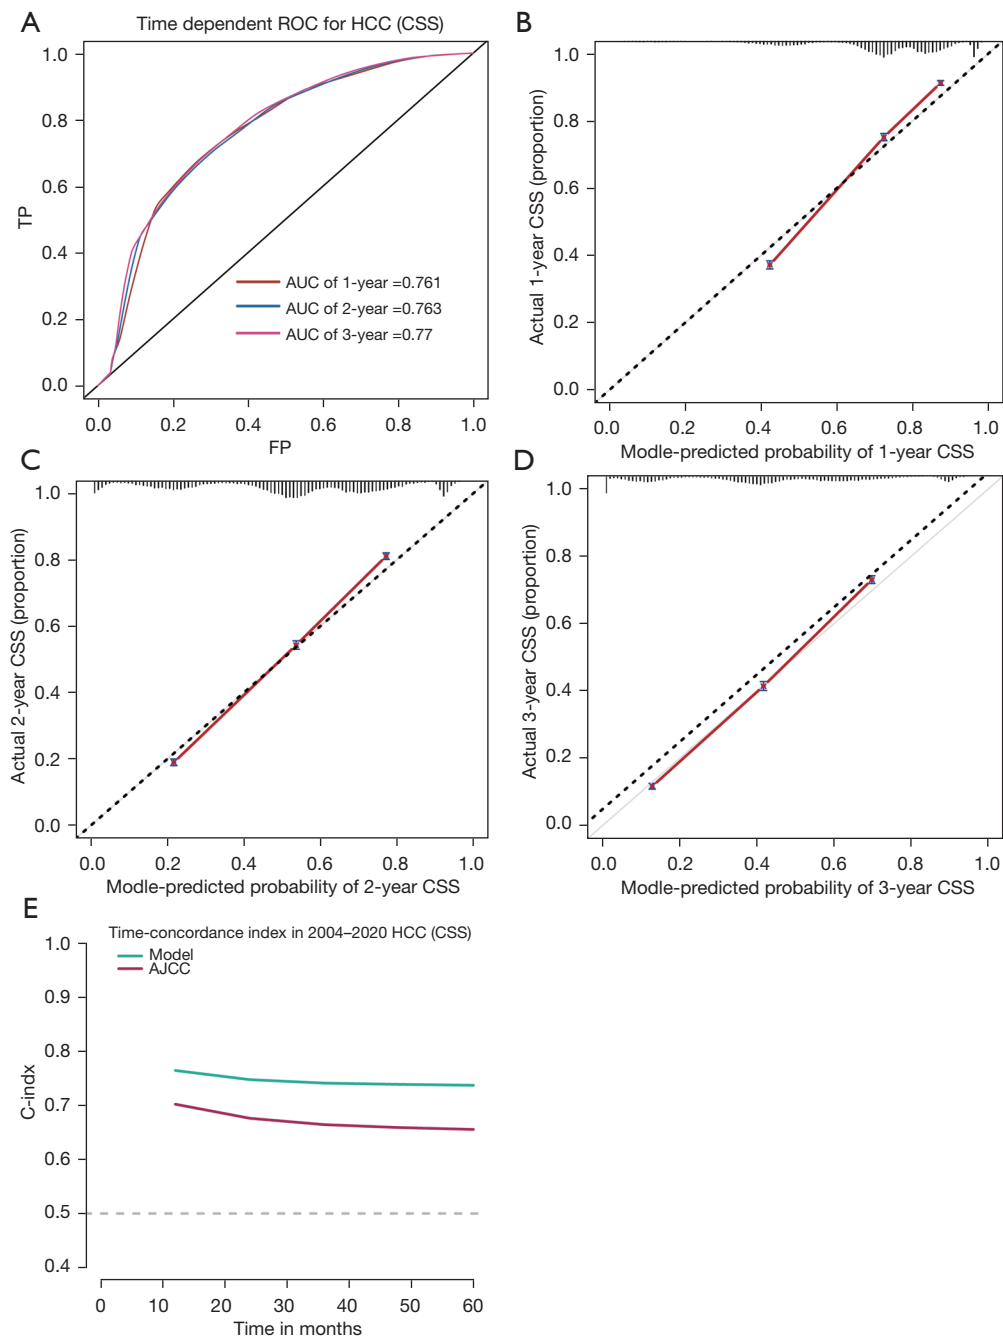 A
Time dependent ROC for HCC (CSS)
1.0
0.8
0.6
0.4
0.2
0.0
TP
AUC of 1-year =0.761
AUC of 2-year =0.763
AUC of 3-year =0.77
0.0 0.2 0.4 0.6 0.8 1.0
FP
B
1.0
0.8
0.6
0.4
0.2
0.0
Actual 1-year CSS (proportion)
0.0 0.2 0.4 0.6 0.8 1.0
Modle-predicted probability of 1-year CSS
C
1.0
0.8
0.6
0.4
0.2
0.0
Actual 2-year CSS (proportion)
0.0 0.2 0.4 0.6 0.8 1.0
Modle-predicted probability of 2-year CSS
D
1.0
0.8
0.6
0.4
0.2
0.0
Actual 3-year CSS (proportion)
0.0 0.2 0.4 0.6 0.8 1.0
Modle-predicted probability of 3-year CSS
E
Time-concordance index in 2004–2020 HCC (CSS)
Model
AJCC
1.0
0.9
0.8
0.7
0.6
0.5
0.4
C-indx
0 10 20 30 40 50 60
Time in months